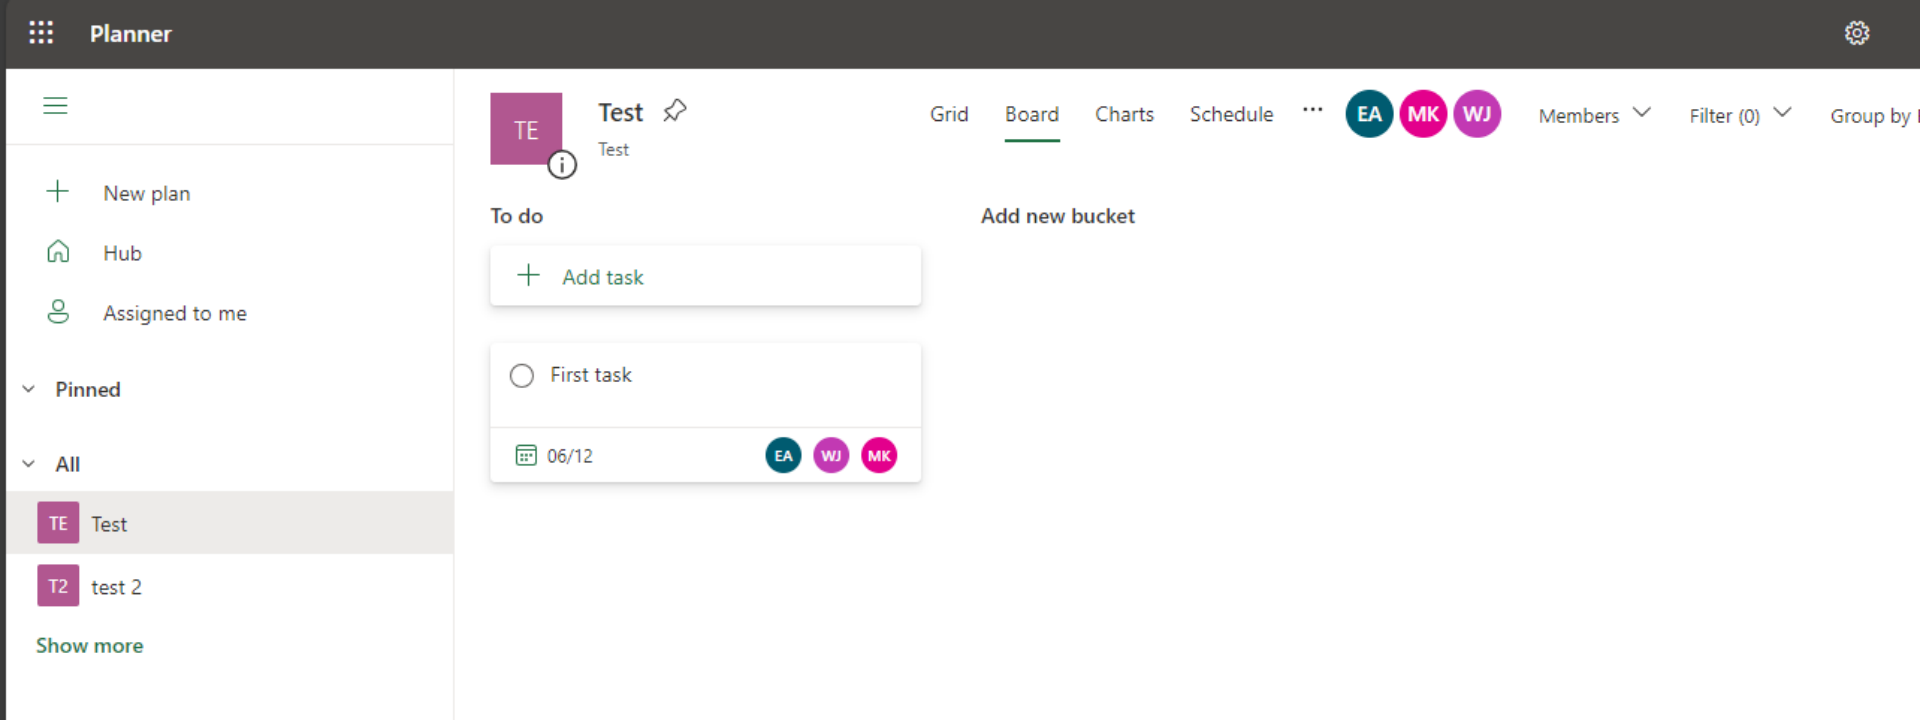 Planner
New plan
Hub
Assigned to me
Pinned
All
TE Test
T2 test 2
Show more
TE
Test
Test
Grid Board Charts Schedule ... EA MK WJ Members Filter (0) Group by
To do
Add task
First task
06/12 EA WJ MK
Add new bucket